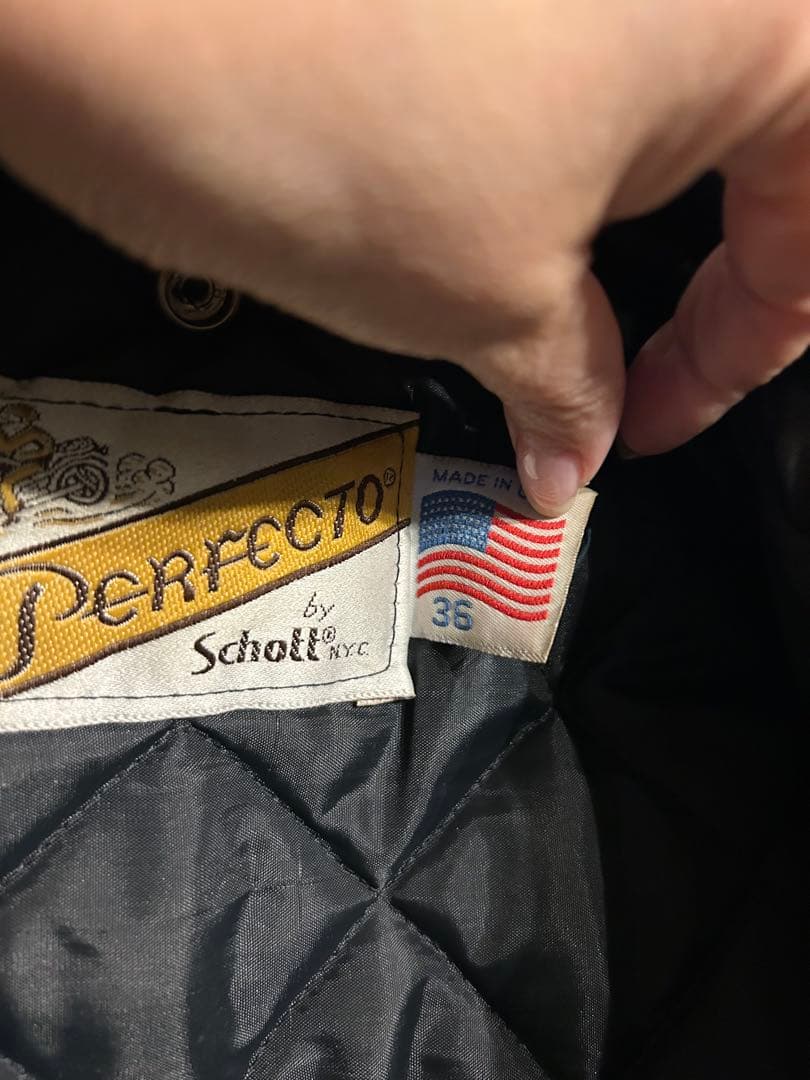 PERFECTO®
by
Schott® N.Y.C.
MADE IN
36